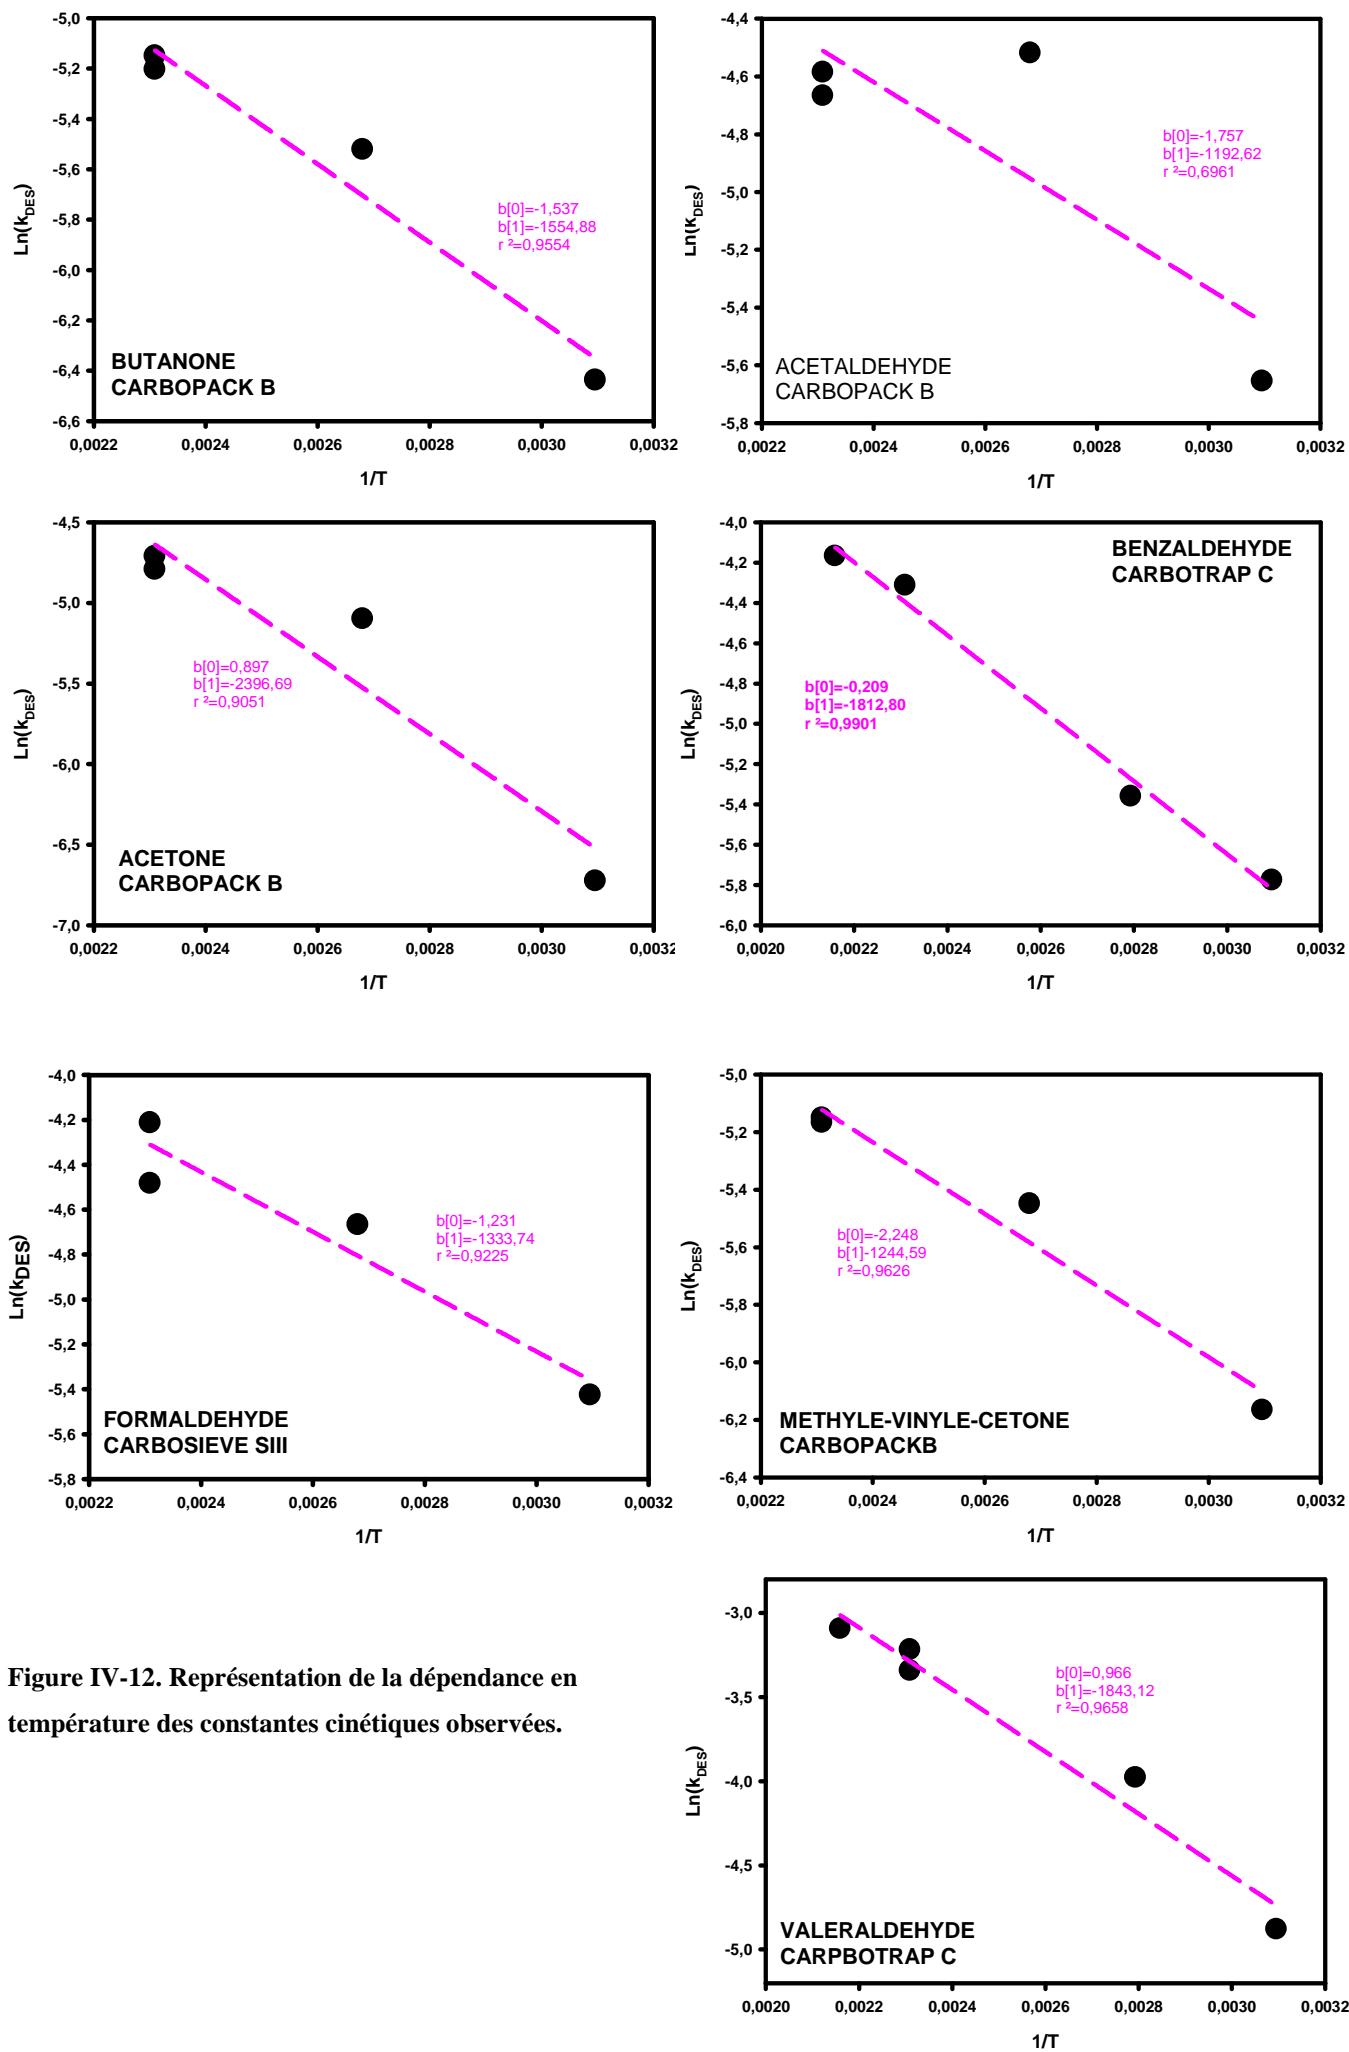 -5,0
-5,2
-5,4
-5,6
-5,8
-6,0
-6,2
-6,4
-6,6
Ln(k_DES)
b[0]=-1,537
b[1]=-1554,88
r ²=0,9554
BUTANONE
CARBOPACK B
0,0022 0,0024 0,0026 0,0028 0,0030 0,0032
1/T
-4,4
-4,6
-4,8
-5,0
-5,2
-5,4
-5,6
-5,8
Ln(k_DES)
b[0]=-1,757
b[1]=-1192,62
r ²=0,6961
ACETALDEHYDE
CARBOPACK B
0,0022 0,0024 0,0026 0,0028 0,0030 0,0032
1/T
-4,5
-5,0
-5,5
-6,0
-6,5
-7,0
Ln(k_DES)
b[0]=0,897
b[1]=-2396,69
r ²=0,9051
ACETONE
CARBOPACK B
0,0022 0,0024 0,0026 0,0028 0,0030 0,0032
1/T
-4,0
-4,2
-4,4
-4,6
-4,8
-5,0
-5,2
-5,4
-5,6
-5,8
-6,0
Ln(k_DES)
BENZALDEHYDE
CARBOTRAP C
b[0]=-0,209
b[1]=-1812,80
r ²=0,9901
0,0020 0,0022 0,0024 0,0026 0,0028 0,0030 0,0032
1/T
-4,0
-4,2
-4,4
-4,6
-4,8
-5,0
-5,2
-5,4
-5,6
-5,8
Ln(kDES)
b[0]=-1,231
b[1]=-1333,74
r ²=0,9225
FORMALDEHYDE
CARBOSIEVE SIII
0,0022 0,0024 0,0026 0,0028 0,0030 0,0032
1/T
-5,0
-5,2
-5,4
-5,6
-5,8
-6,0
-6,2
-6,4
Ln(k_DES)
b[0]=-2,248
b[1]-1244,59
r ²=0,9626
METHYLE-VINYLE-CETONE
CARBOPACKB
0,0022 0,0024 0,0026 0,0028 0,0030 0,0032
1/T
Figure IV-12. Représentation de la dépendance en
température des constantes cinétiques observées.
-3,0
-3,5
-4,0
-4,5
-5,0
Ln(k_DES)
b[0]=0,966
b[1]=-1843,12
r ²=0,9658
VALERALDEHYDE
CARPBOTRAP C
0,0020 0,0022 0,0024 0,0026 0,0028 0,0030 0,0032
1/T